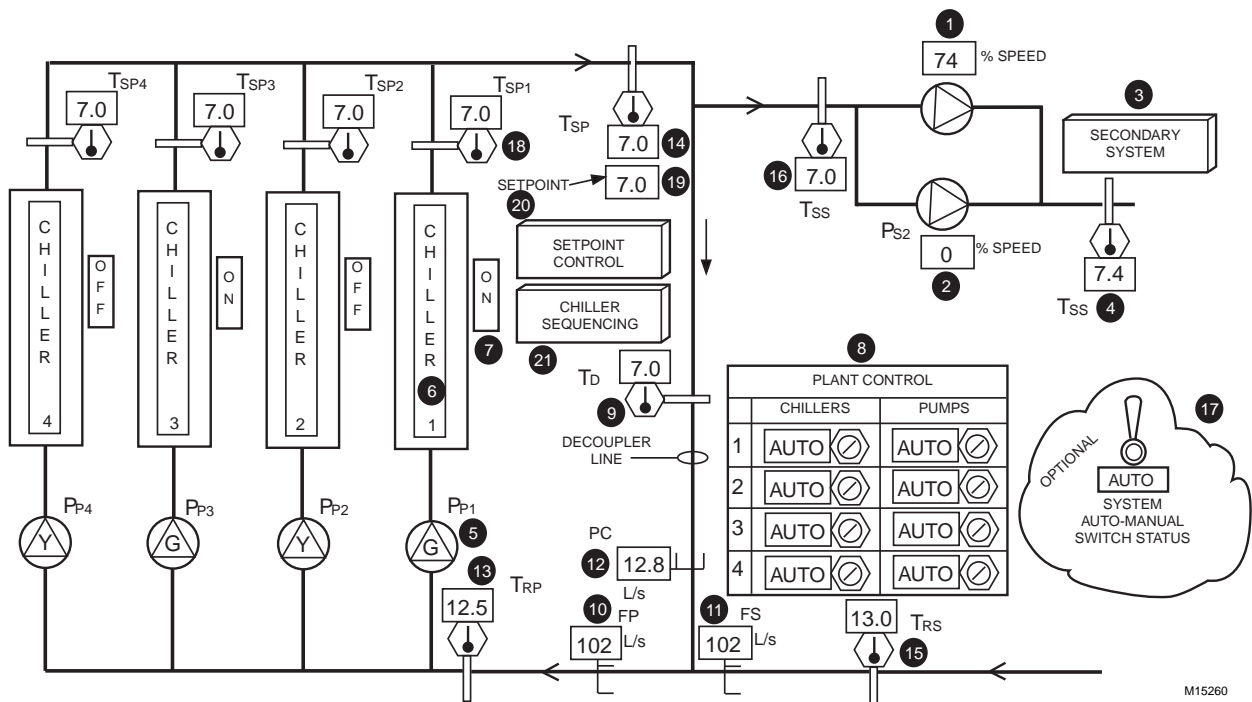 1
74 % SPEED
TSP4
7.0
TSP3
7.0
TSP2
7.0
TSP1
7.0
18
TSP
7.0
14
SETPOINT
7.0
19
20
SETPOINT
CONTROL
CHILLER
SEQUENCING
21
16
7.0
TSS
PS2
0
% SPEED
2
3
SECONDARY
SYSTEM
7.4
TSS
4
CHILLER
4
OFF
CHILLER
3
ON
CHILLER
2
OFF
CHILLER
6
1
ON
7
TD
7.0
9
DECOUPLER
LINE
8
PLANT CONTROL
CHILLERS PUMPS
1 AUTO AUTO
2 AUTO AUTO
3 AUTO AUTO
4 AUTO AUTO
17
OPTIONAL
AUTO
SYSTEM
AUTO-MANUAL
SWITCH STATUS
PP4
Y
PP3
G
PP2
Y
PP1
G
5
13
12.5
TRP
PC
12
12.8
L/s
10
FP
102
L/s
11
FS
102
L/s
13.0
TRS
15
M15260